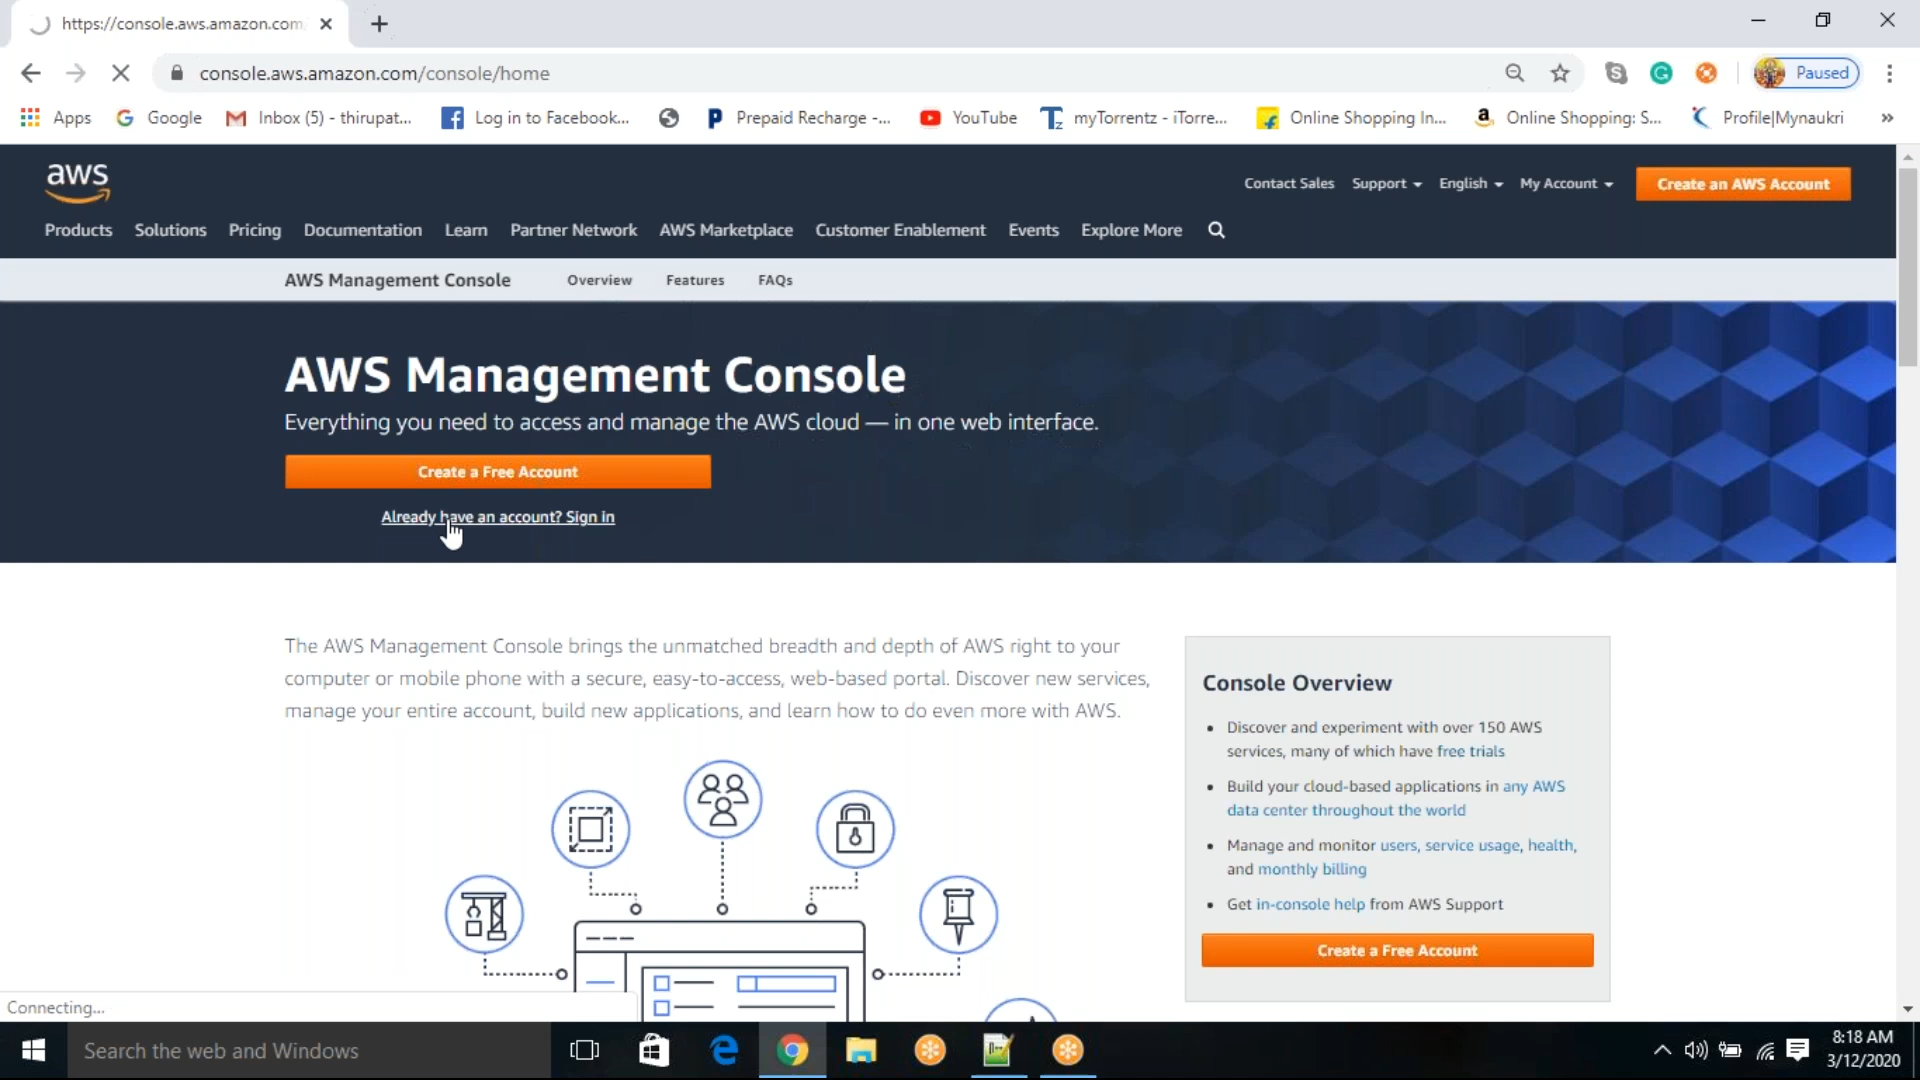 https://console.aws.amazon.com
console.aws.amazon.com/console/home
Paused
Apps
Google
Inbox (5) - thirupat...
Log in to Facebook...
Prepaid Recharge -...
YouTube
myTorrentz - iTorre...
Online Shopping In...
Online Shopping: S...
Profile|Mynaukri
aws
Contact Sales
Support
English
My Account
Create an AWS Account
Products
Solutions
Pricing
Documentation
Learn
Partner Network
AWS Marketplace
Customer Enablement
Events
Explore More
AWS Management Console
Overview
Features
FAQs
AWS Management Console
Everything you need to access and manage the AWS cloud — in one web interface.
Create a Free Account
Already have an account? Sign in
The AWS Management Console brings the unmatched breadth and depth of AWS right to your
computer or mobile phone with a secure, easy-to-access, web-based portal. Discover new services,
manage your entire account, build new applications, and learn how to do even more with AWS.
Console Overview
Discover and experiment with over 150 AWS
services, many of which have free trials
Build your cloud-based applications in any AWS
data center throughout the world
Manage and monitor users, service usage, health,
and monthly billing
Get in-console help from AWS Support
Create a Free Account
Connecting...
Search the web and Windows
8:18 AM
3/12/2020